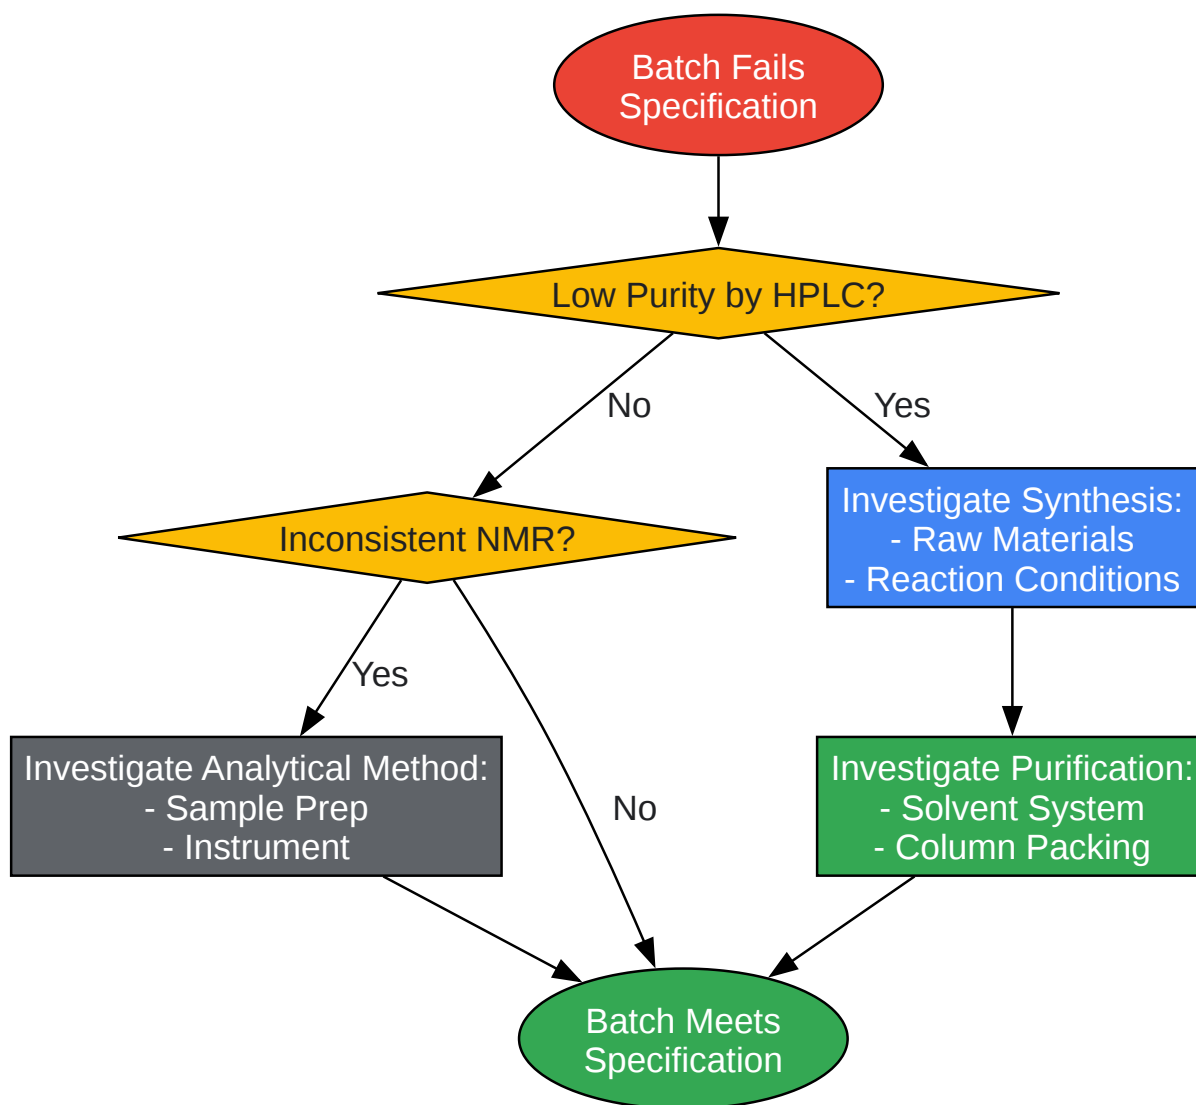 Batch Fails
Specification
Low Purity by HPLC?
No
Yes
Inconsistent NMR?
Investigate Synthesis:
- Raw Materials
- Reaction Conditions
Yes
No
Investigate Analytical Method:
- Sample Prep
- Instrument
Investigate Purification:
- Solvent System
- Column Packing
Batch Meets
Specification